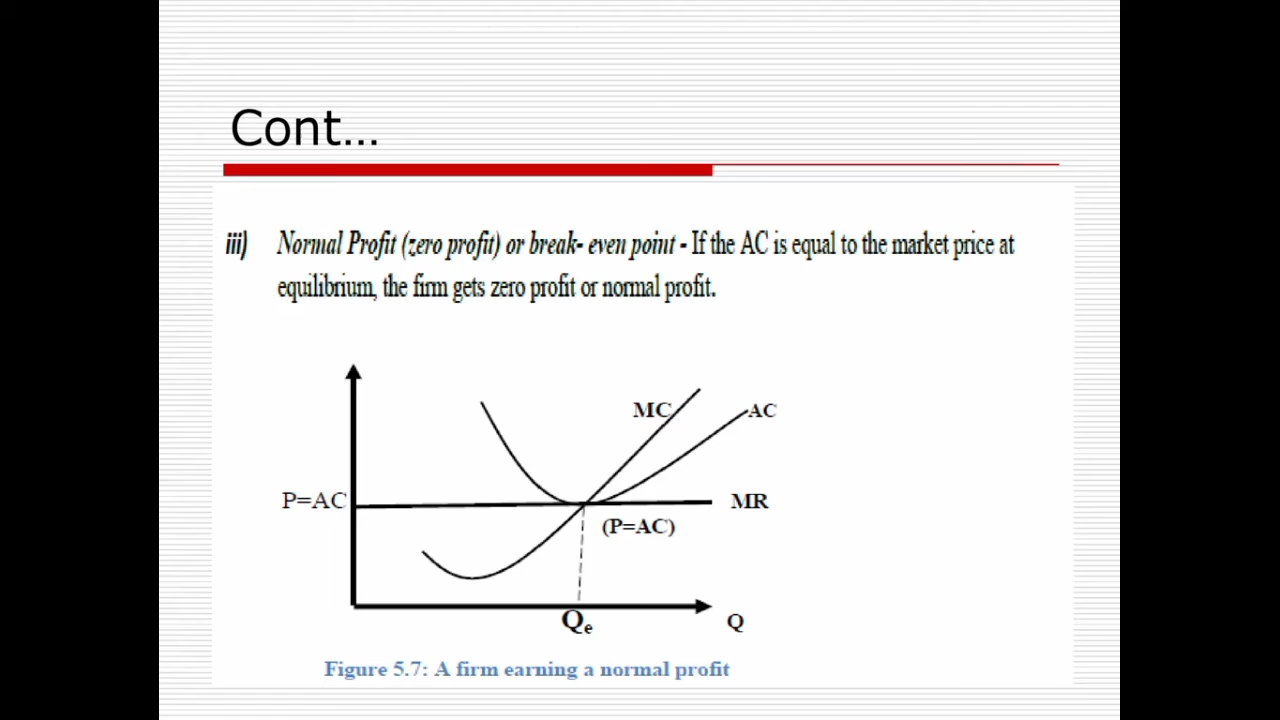 Cont...
iii) Normal Profit (zero profit) or break- even point - If the AC is equal to the market price at
equilibrium, the firm gets zero profit or normal profit.
MC
AC
P=AC
MR
(P=AC)
Qe
Q
Figure 5.7: A firm earning a normal profit